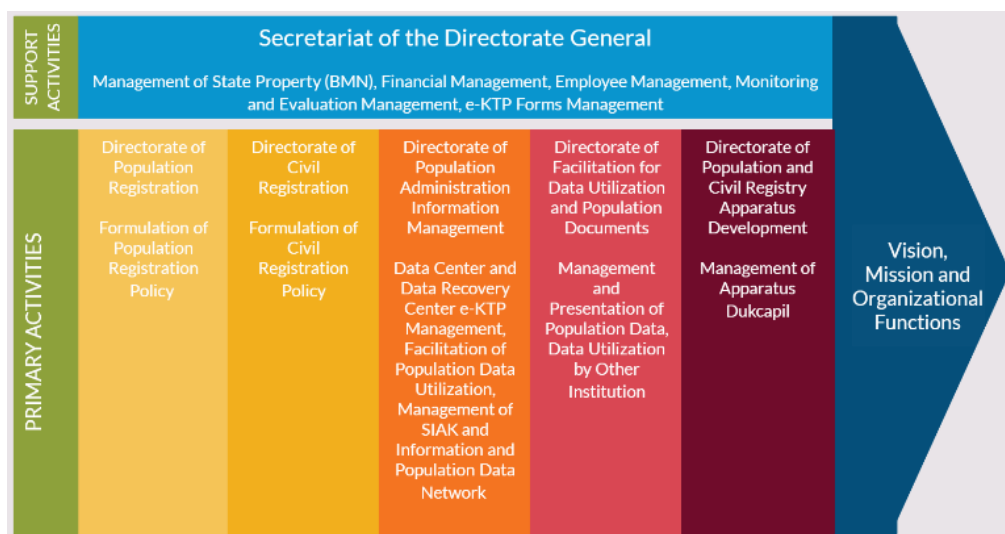 SUPPORT
ACTIVITIES
Secretariat of the Directorate General
Management of State Property (BMN), Financial Management, Employee Management, Monitoring
and Evaluation Management, e-KTP Forms Management
PRIMARY ACTIVITIES
Directorate of
Population
Registration
Formulation of
Population
Registration
Policy
Directorate of
Civil
Registration
Formulation of
Civil
Registration
Policy
Directorate of
Population
Administration
Information
Management
Data Center and
Data Recovery
Center e-KTP
Management,
Facilitation of
Population Data
Utilization,
Management of
SIAK and
Information and
Population Data
Network
Directorate of
Facilitation for
Data Utilization
and Population
Documents
Management
and
Presentation of
Population Data,
Data Utilization
by Other
Institution
Directorate of
Population and
Civil Registry
Apparatus
Development
Management of
Apparatus
Dukcapil
Vision,
Mission and
Organizational
Functions